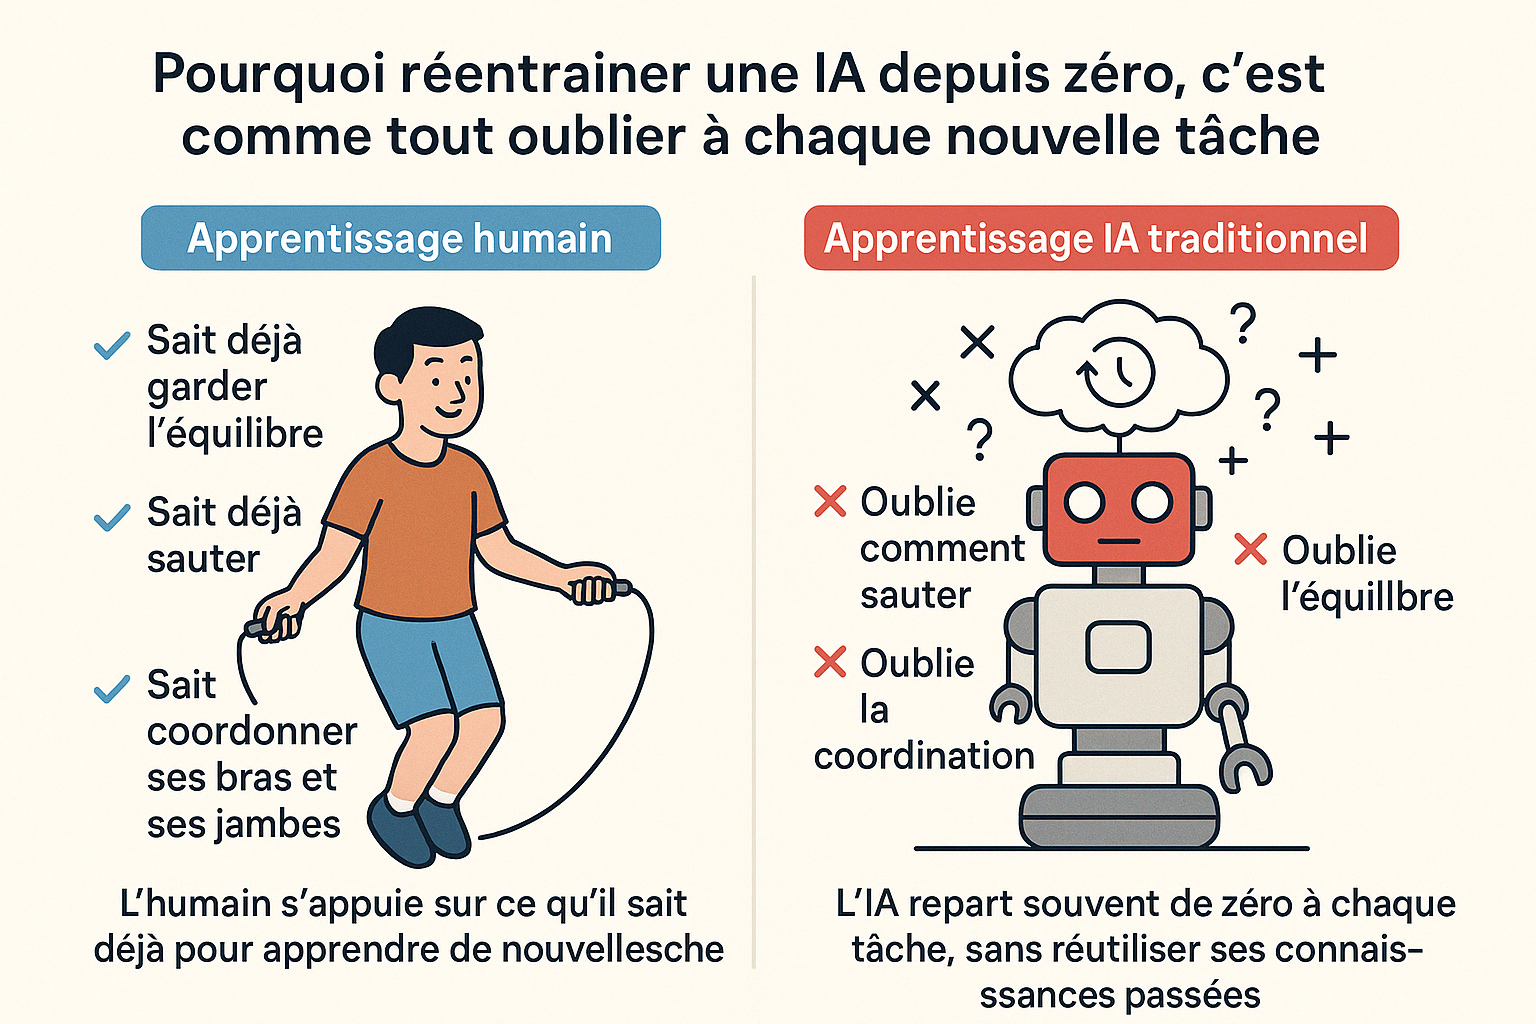 Pourquoi réentrainer une IA depuis zéro, c’est
comme tout oublier à chaque nouvelle tâche
Apprentissage humain
Sait déjà
garder
l’équilibre
Sait déjà
sauter
Sait
coordonner
ses bras et
ses jambes
L’humain s’appuie sur ce qu’il sait
déjà pour apprendre de nouvellesche
Apprentissage IA traditionnel
?
?
?
Oublie
comment
sauter
Oublie
l’équillbre
Oublie
la
coordination
L’IA repart souvent de zéro à chaque
tâche, sans réutiliser ses connais–
ssances passées